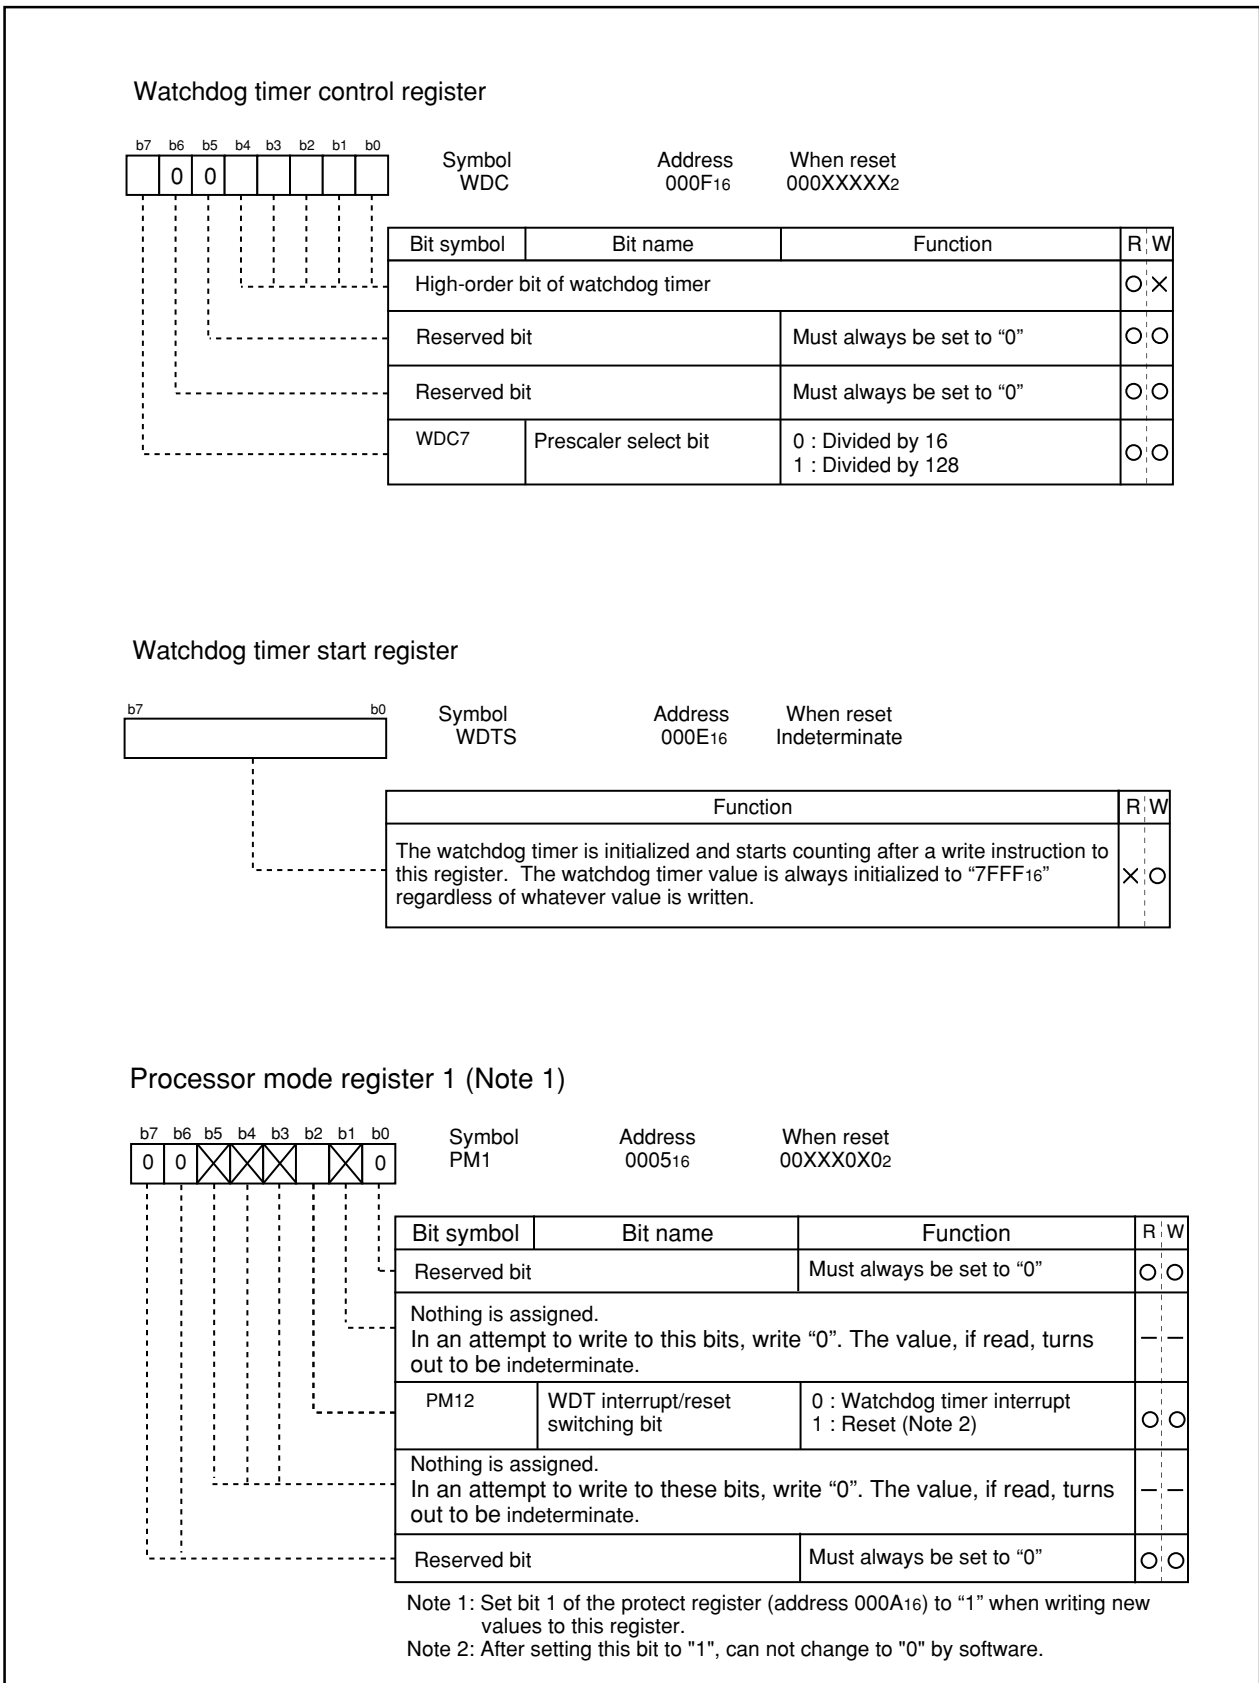 Watchdog timer control register
b7 b6 b5 b4 b3 b2 b1 b0
0 0
Symbol Address When reset
WDC 000F16 000XXXXX2
Bit symbol Bit name Function R W
High-order bit of watchdog timer
Reserved bit Must always be set to “0”
Reserved bit Must always be set to “0”
WDC7 Prescaler select bit 0 : Divided by 16
1 : Divided by 128
Watchdog timer start register
b7 b0
Symbol Address When reset
WDTS 000E16 Indeterminate
Function R W
The watchdog timer is initialized and starts counting after a write instruction to
this register. The watchdog timer value is always initialized to “7FFF16”
regardless of whatever value is written.
Processor mode register 1 (Note 1)
b7 b6 b5 b4 b3 b2 b1 b0
0 0 0
Symbol Address When reset
PM1 000516 00XXX0X02
Bit symbol Bit name Function R W
Reserved bit Must always be set to “0”
Nothing is assigned.
In an attempt to write to this bits, write “0”. The value, if read, turns
out to be indeterminate.
PM12 WDT interrupt/reset 0 : Watchdog timer interrupt
switching bit 1 : Reset (Note 2)
Nothing is assigned.
In an attempt to write to these bits, write “0”. The value, if read, turns
out to be indeterminate.
Reserved bit Must always be set to “0”
Note 1: Set bit 1 of the protect register (address 000A16) to “1” when writing new
values to this register.
Note 2: After setting this bit to "1", can not change to "0" by software.